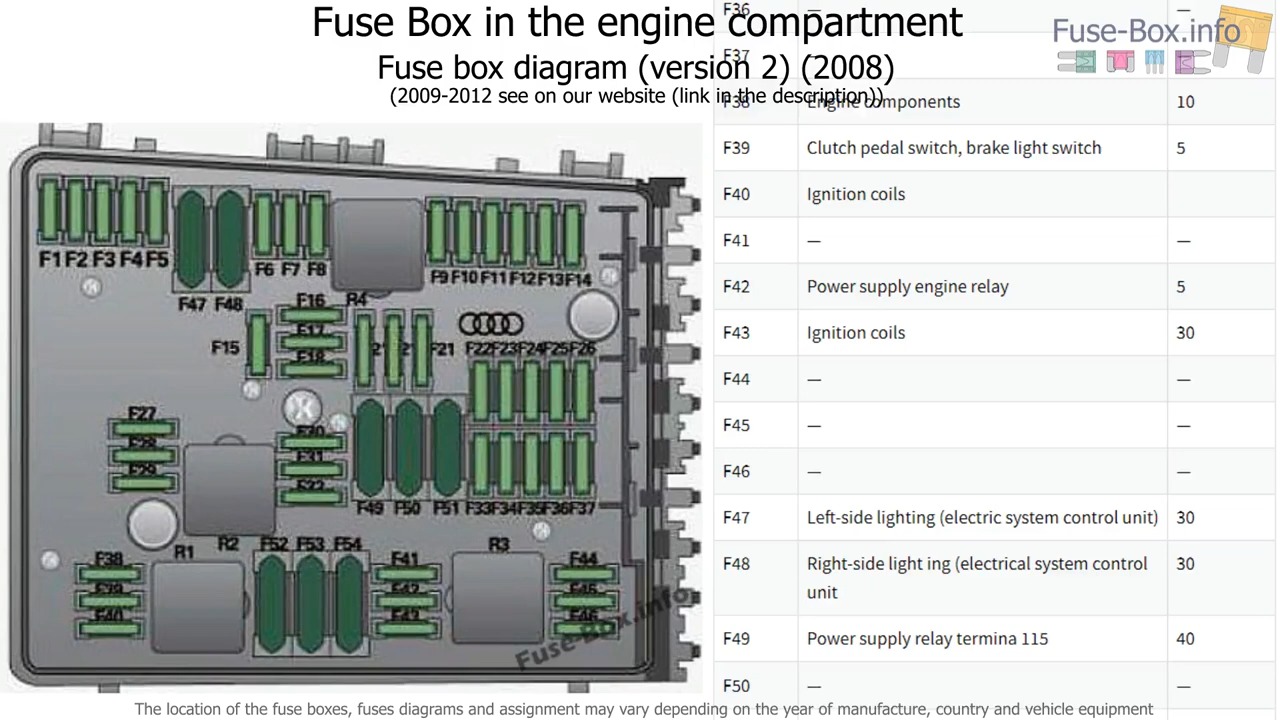 Fuse Box in the engine compartment
Fuse box diagram (version 2) (2008)
(2009-2012 see on our website (link in the description))
Fuse-Box.info
F36 —  —
F37
F38 Engine components 10
F39 Clutch pedal switch, brake light switch 5
F40 Ignition coils
F41 — —
F42 Power supply engine relay 5
F43 Ignition coils 30
F44 — —
F45 — —
F46 — —
F47 Left-side lighting (electric system control unit) 30
F48 Right-side light ing (electrical system control 30
unit
F49 Power supply relay termina 115 40
F50 — —
F1 F2 F3 F4 F5
F6 F7 F8
F9 F10 F11 F12 F13 F14
F47 F48
F16 R4
F17
F15
F18
F21
F22 F23 F24 F25 F26
F27
F28
F29
F30
F31
F32
F49 F50 F51 F33 F34 F35 F36 F37
R1 R2 F52 F53 F54 R3
F38 F41 F44
F39 F42 F45
F40 F43 F46
Fuse-Box.info
The location of the fuse boxes, fuses diagrams and assignment may vary depending on the year of manufacture, country and vehicle equipment